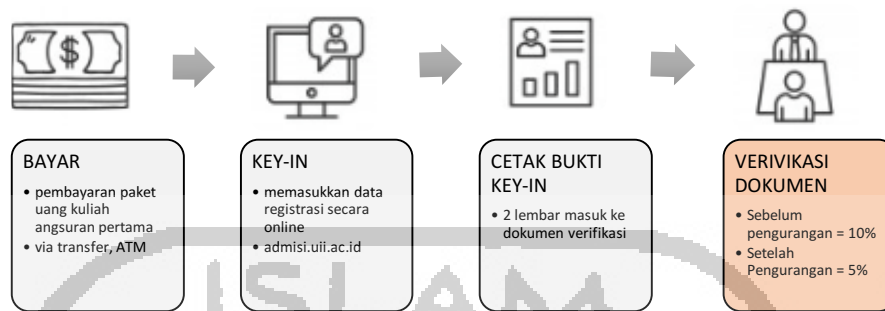 $
BAYAR
• pembayaran paket
uang kuliah
angsuran pertama
• via transfer, ATM
KEY-IN
• memasukkan data
registrasi secara
online
• admisi.uii.ac.id
CETAK BUKTI
KEY-IN
• 2 lembar masuk ke
dokumen verifikasi
VERIVIKASI
DOKUMEN
• Sebelum
pengurangan = 10%
• Setelah
Pengurangan = 5%
ISLAM